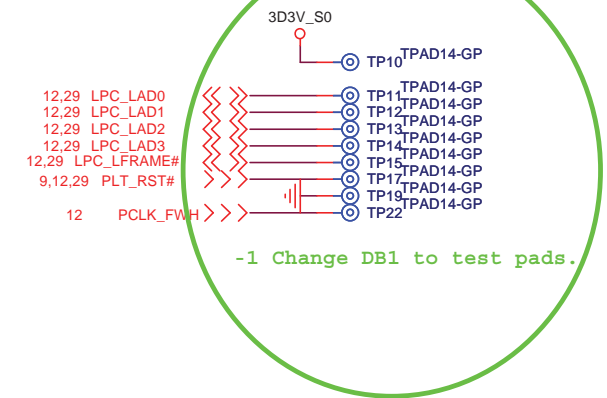 3D3V_S0
TP10 TPAD14-GP
12,29 LPC_LAD0 TP11 TPAD14-GP
12,29 LPC_LAD1 TP12 TPAD14-GP
12,29 LPC_LAD2 TP13 TPAD14-GP
12,29 LPC_LAD3 TP14 TPAD14-GP
12,29 LPC_LFRAME# TP15 TPAD14-GP
9,12,29 PLT_RST# TP17 TPAD14-GP
TP19 TPAD14-GP
12 PCLK_FWH TP22 TPAD14-GP
-1 Change DB1 to test pads.